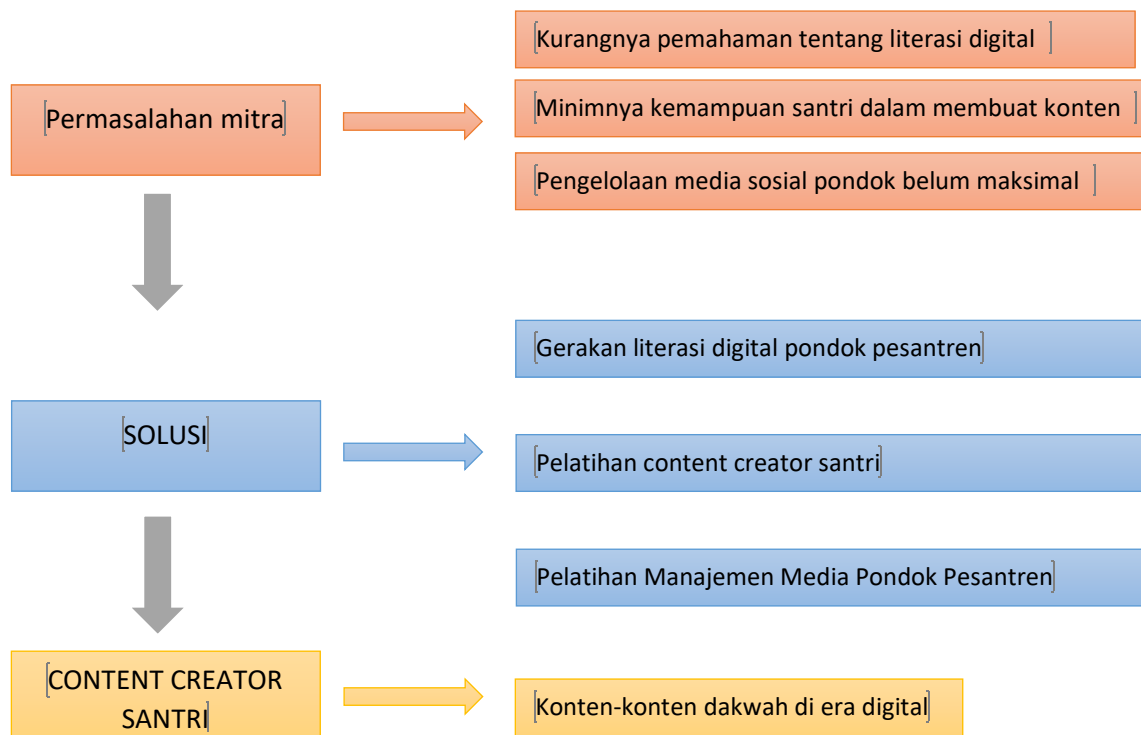 Permasalahan mitra
Kurangnya pemahaman tentang literasi digital
Minimnya kemampuan santri dalam membuat konten
Pengelolaan media sosial pondok belum maksimal
SOLUSI
Gerakan literasi digital pondok pesantren
Pelatihan content creator santri
Pelatihan Manajemen Media Pondok Pesantren
CONTENT CREATOR
SANTRI
Konten-konten dakwah di era digital